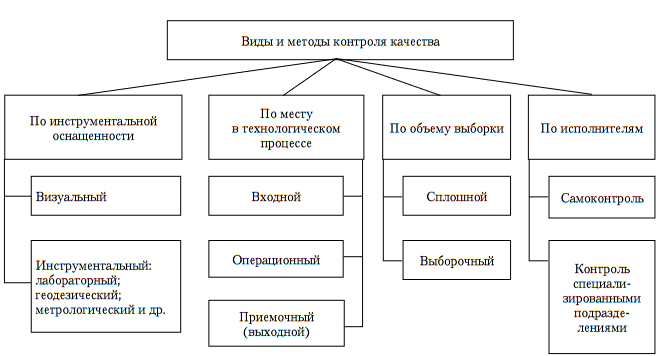 Виды и методы контроля качества
По инструментальной
оснащенности
По месту
в технологическом
процессе
По объему выборки
По исполнителям
Визуальный
Входной
Сплошной
Самоконтроль
Инструментальный:
лабораторный;
геодезический;
метрологический и др.
Операционный
Выборочный
Контроль
специали-
зированными
подразде-
лениями
Приемочный
(выходной)